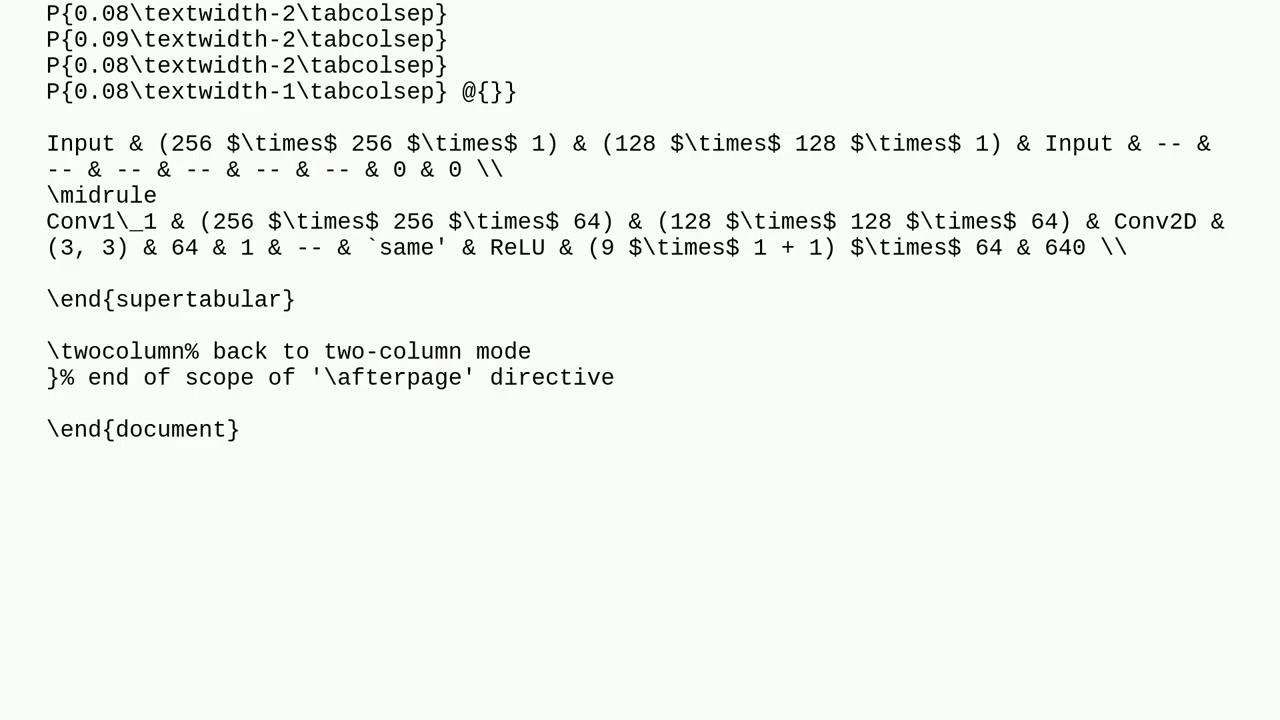 P{0.08\textwidth-2\tabcolsep}
P{0.09\textwidth-2\tabcolsep}
P{0.08\textwidth-2\tabcolsep}
P{0.08\textwidth-1\tabcolsep} @{}}
Input & (256 $\times$ 256 $\times$ 1) & (128 $\times$ 128 $\times$ 1) & Input & -- &
-- & -- & -- & -- & -- & 0 & 0 \\
\midrule
Conv1\_1 & (256 $\times$ 256 $\times$ 64) & (128 $\times$ 128 $\times$ 64) & Conv2D &
(3, 3) & 64 & 1 & -- & `same' & ReLU & (9 $\times$ 1 + 1) $\times$ 64 & 640 \\
\end{supertabular}
\twocolumn% back to two-column mode
}% end of scope of '\afterpage' directive
\end{document}